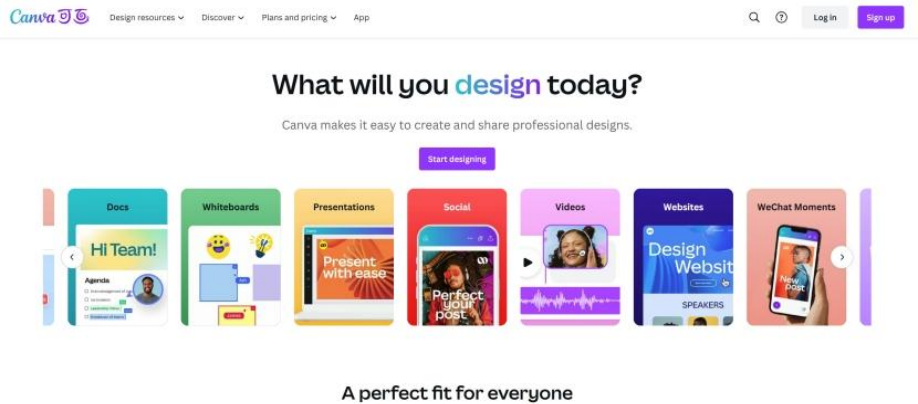 Canva
Design resources
Discover
Plans and pricing
App
Log in
Sign up
What will you design today?
Canva makes it easy to create and share professional designs.
Start designing
Docs
Hi Team!
Agenda
Whiteboards
Presentations
Present
with ease
Social
Perfect
your
post
Videos
Websites
Design
Websit
SPEAKERS
WeChat Moments
New
post
A perfect fit for everyone